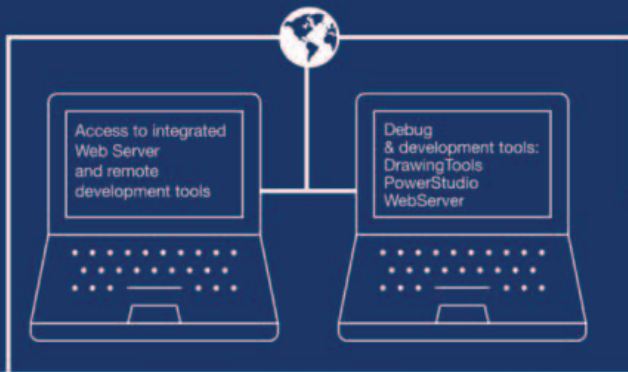 Access to integrated
Web Server
and remote
development tools
Debug
& development tools:
DrawingTools
PowerStudio
WebServer